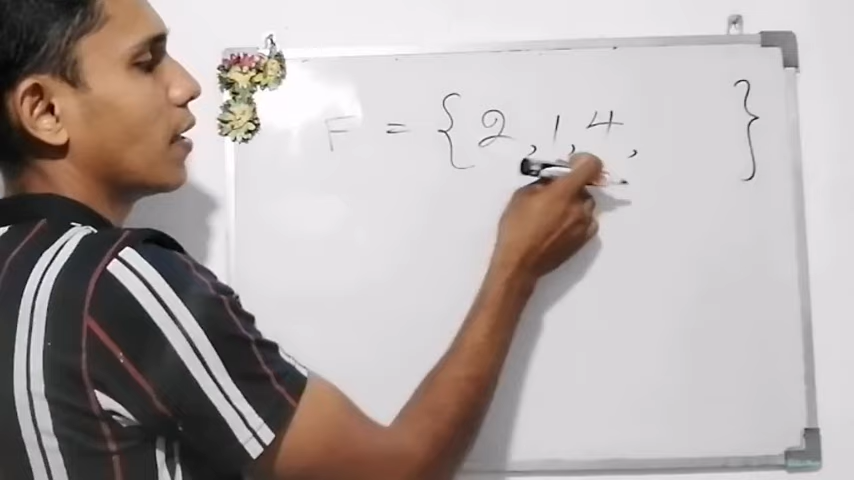 F = { 2, 1, 4, }